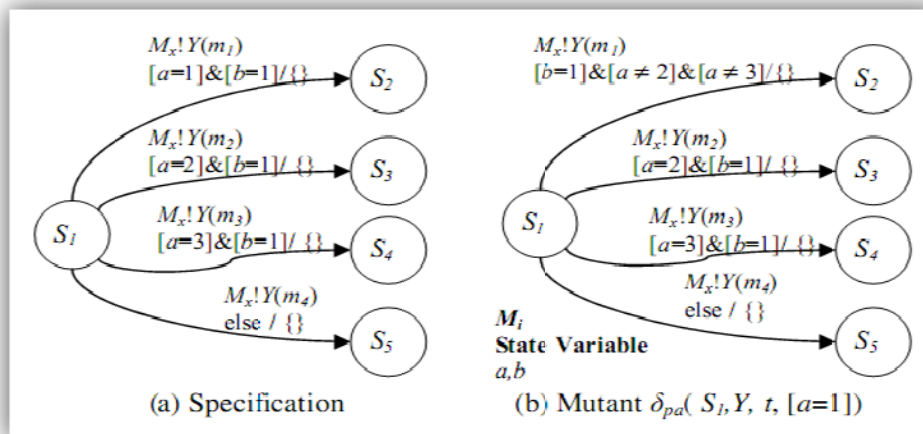 Mₓ!Y(m₁)
[a=1]&[b=1]/{}
S₂
Mₓ!Y(m₂)
[a=2]&[b=1]/ {}
S₃
S₁
Mₓ!Y(m₃)
[a=3]&[b=1]/ {}
S₄
Mₓ!Y(m₄)
else / {}
S₅
(a) Specification
Mₓ!Y(m₁)
[b=1]&[a ≠ 2]&[a ≠ 3]/{}
S₂
Mₓ!Y(m₂)
[a=2]&[b=1]/ {}
S₃
S₁
Mₓ!Y(m₃)
[a=3]&[b=1]/ {}
S₄
Mₓ!Y(m₄)
else / {}
S₅
Mᵢ
State Variable
a,b
(b) Mutant δₚₐ( S₁,Y, t, [a=1])